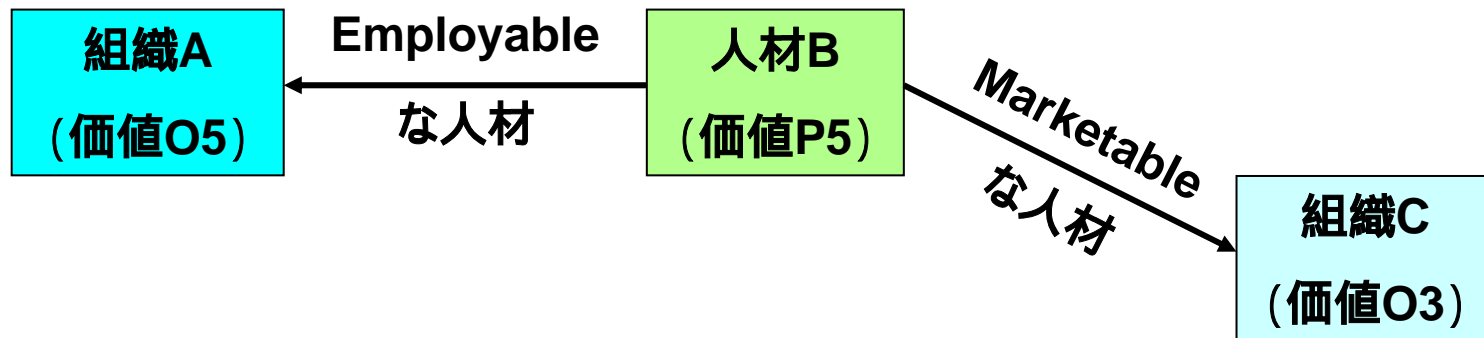 組織A
(価値O5)
Employable
な人材
人材B
(価値P5)
Marketable
な人材
組織C
(価値O3)